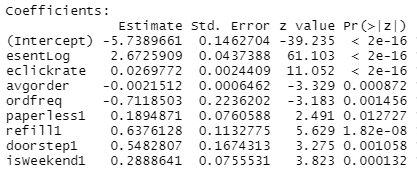 Coefficients:
Estimate Std. Error z value Pr(>|z|)
(Intercept) -5.7389661 0.1462704 -39.235 < 2e-16
esentLog 2.6725909 0.0437388 61.103 < 2e-16
eclickrate 0.0269772 0.0024409 11.052 < 2e-16
avgorder -0.0021512 0.0006462 -3.329 0.000872
ordfreq -0.7118503 0.2236202 -3.183 0.001456
paperless1 0.1894871 0.0760588 2.491 0.012727
refill1 0.6376128 0.1132775 5.629 1.82e-08
doorstep1 0.5482807 0.1674313 3.275 0.001058
isWeekend1 0.2888641 0.0755531 3.823 0.000132